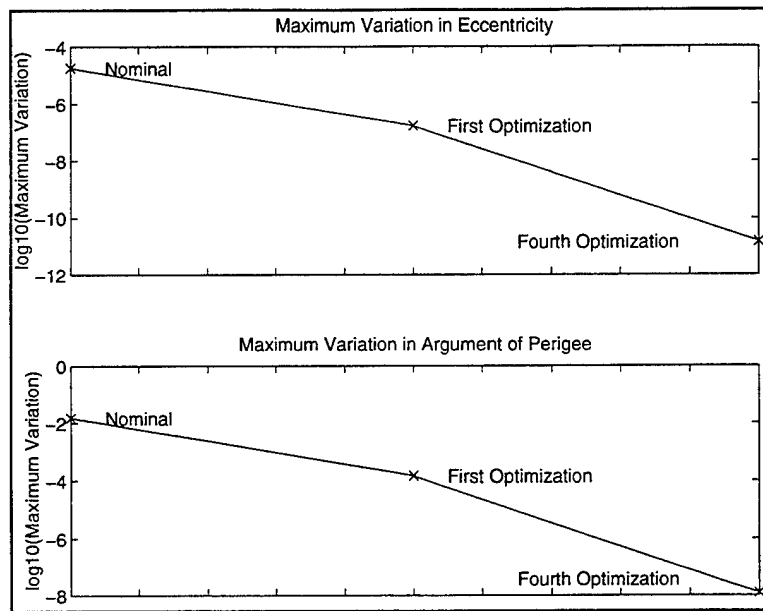 Maximum Variation in Eccentricity
log10(Maximum Variation)
-4
-6
-8
-10
-12
Nominal
First Optimization
Fourth Optimization
Maximum Variation in Argument of Perigee
log10(Maximum Variation)
0
-2
-4
-6
-8
Nominal
First Optimization
Fourth Optimization